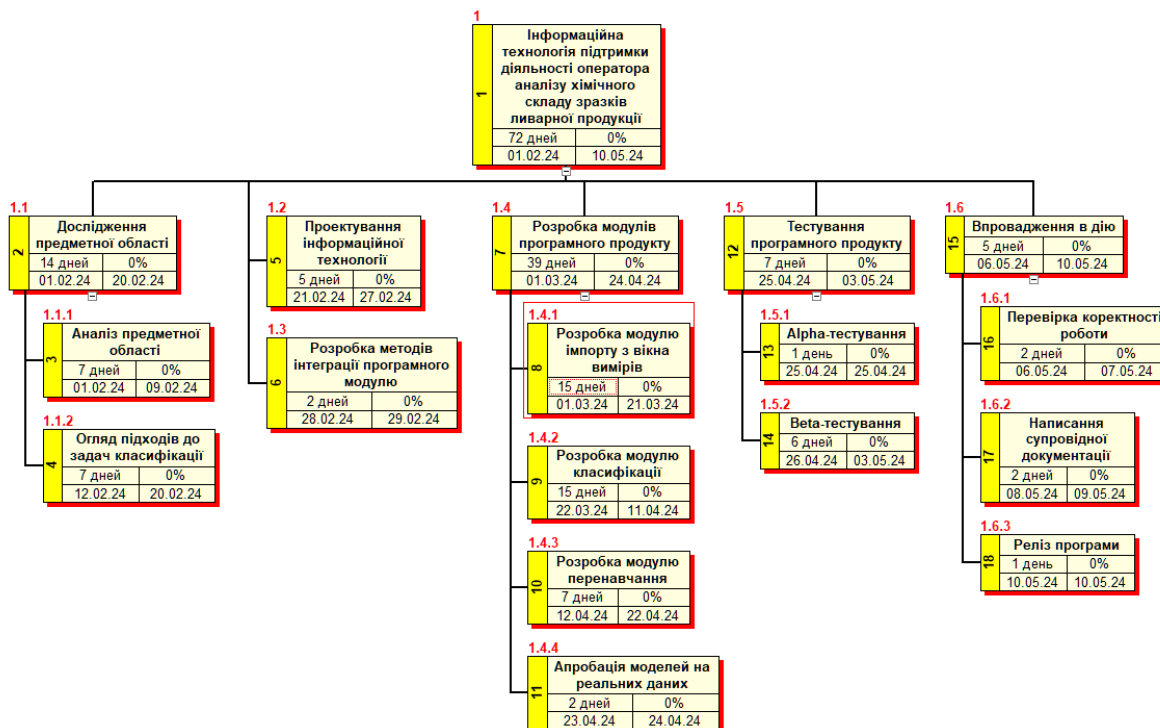 1
1
Інформаційна
технологія підтримки
діяльності оператора
аналізу хімічного
складу зразків
ливарної продукції
72 дней 0%
01.02.24 10.05.24
1.1
2
Дослідження
предметної області
14 дней 0%
01.02.24 20.02.24
1.1.1
3
Аналіз предметної
області
7 дней 0%
01.02.24 09.02.24
1.1.2
4
Огляд підходів до
задач класифікації
7 дней 0%
12.02.24 20.02.24
1.2
5
Проектування
інформаційної
технології
5 дней 0%
21.02.24 27.02.24
1.3
6
Розробка методів
інтеграції програмного
модулю
2 дней 0%
28.02.24 29.02.24
1.4
7
Розробка модулів
програмного продукту
39 дней 0%
01.03.24 24.04.24
1.4.1
8
Розробка модулю
імпорту з вікна
вимірів
15 дней 0%
01.03.24 21.03.24
1.4.2
9
Розробка модулю
класифікації
15 дней 0%
22.03.24 11.04.24
1.4.3
10
Розробка модулю
перенавчання
7 дней 0%
12.04.24 22.04.24
1.4.4
11
Апробація моделей на
реальних даних
2 дней 0%
23.04.24 24.04.24
1.5
12
Тестування
програмного продукту
7 дней 0%
25.04.24 03.05.24
1.5.1
13
Alpha-тестування
1 день 0%
25.04.24 25.04.24
1.5.2
14
Beta-тестування
6 дней 0%
26.04.24 03.05.24
1.6
15
Впровадження в дію
5 дней 0%
06.05.24 10.05.24
1.6.1
16
Перевірка коректності
роботи
2 дней 0%
06.05.24 07.05.24
1.6.2
17
Написання
супровідної
документації
2 дней 0%
08.05.24 09.05.24
1.6.3
18
Реліз програми
1 день 0%
10.05.24 10.05.24